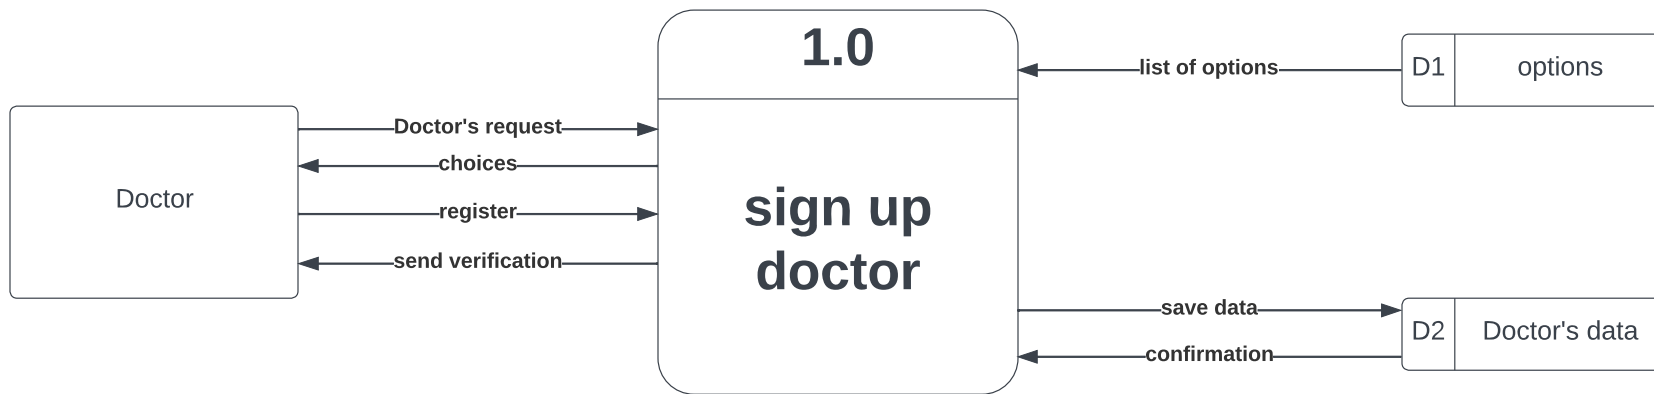 1.0
list of options
D1
options
Doctor's request
choices
Doctor
register
sign up
doctor
send verification
save data
D2
Doctor's data
confirmation